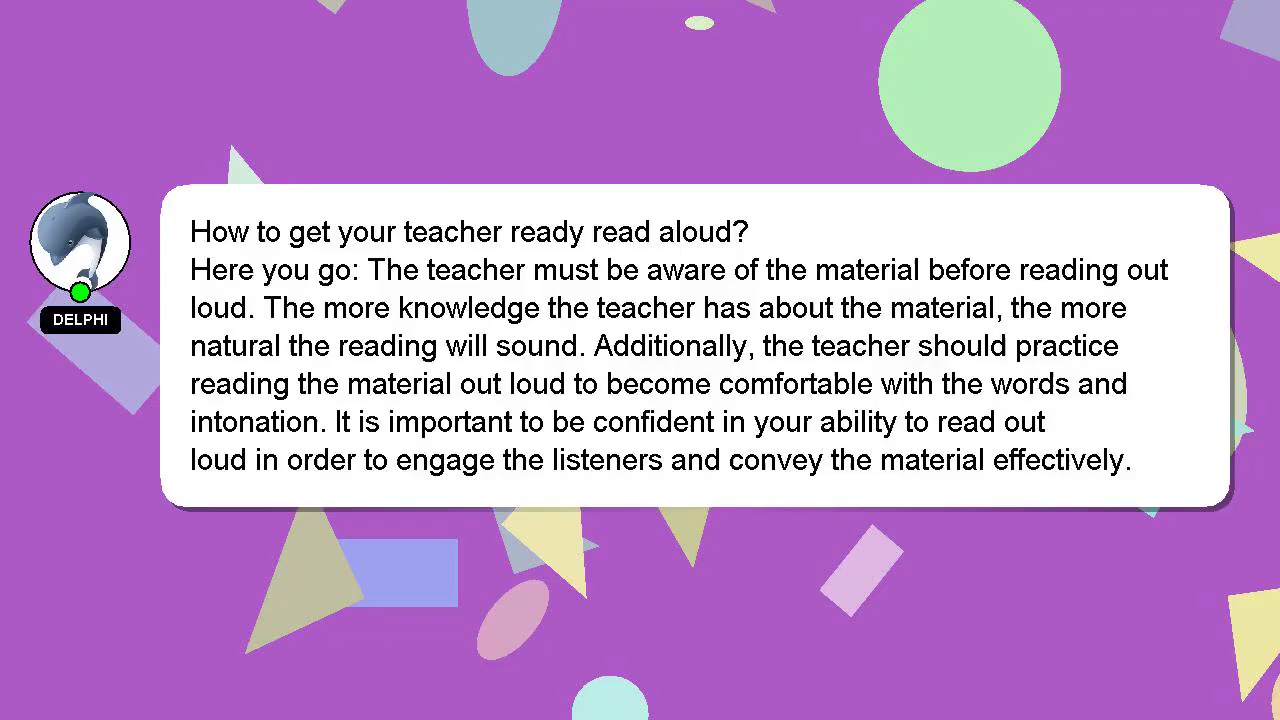 DELPHI
How to get your teacher ready read aloud?
Here you go: The teacher must be aware of the material before reading out
loud. The more knowledge the teacher has about the material, the more
natural the reading will sound. Additionally, the teacher should practice
reading the material out loud to become comfortable with the words and
intonation. It is important to be confident in your ability to read out
loud in order to engage the listeners and convey the material effectively.